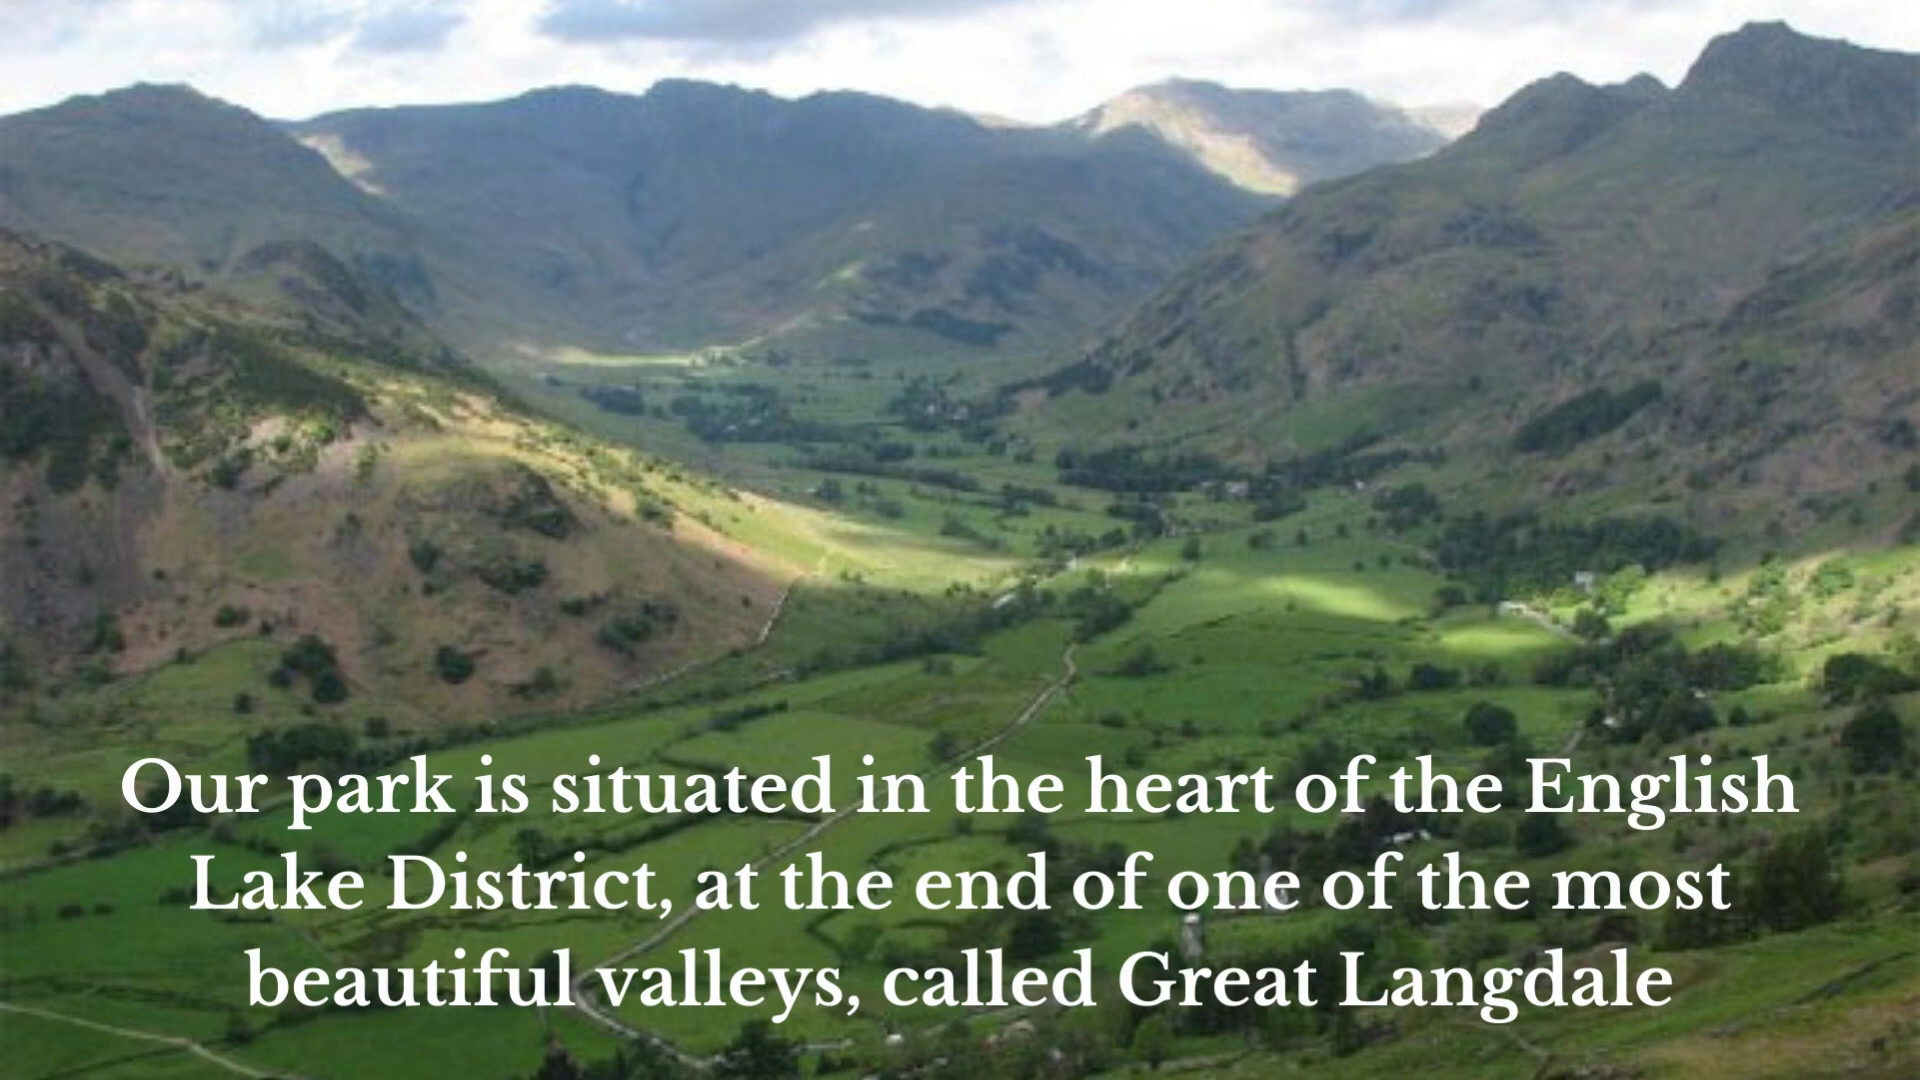 Our park is situated in the heart of the English
Lake District, at the end of one of the most
beautiful valleys, called Great Langdale